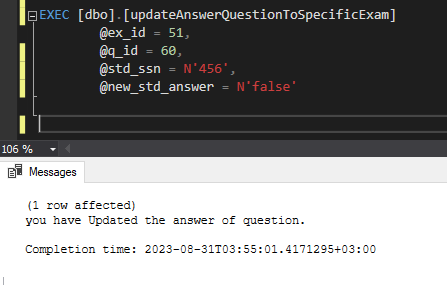 EXEC [dbo].[updateAnswerQuestionToSpecificExam]
@ex_id = 51,
@q_id = 60,
@std_ssn = N'456',
@new_std_answer = N'false'
106 %
Messages
(1 row affected)
you have Updated the answer of question.
Completion time: 2023-08-31T03:55:01.4171295+03:00